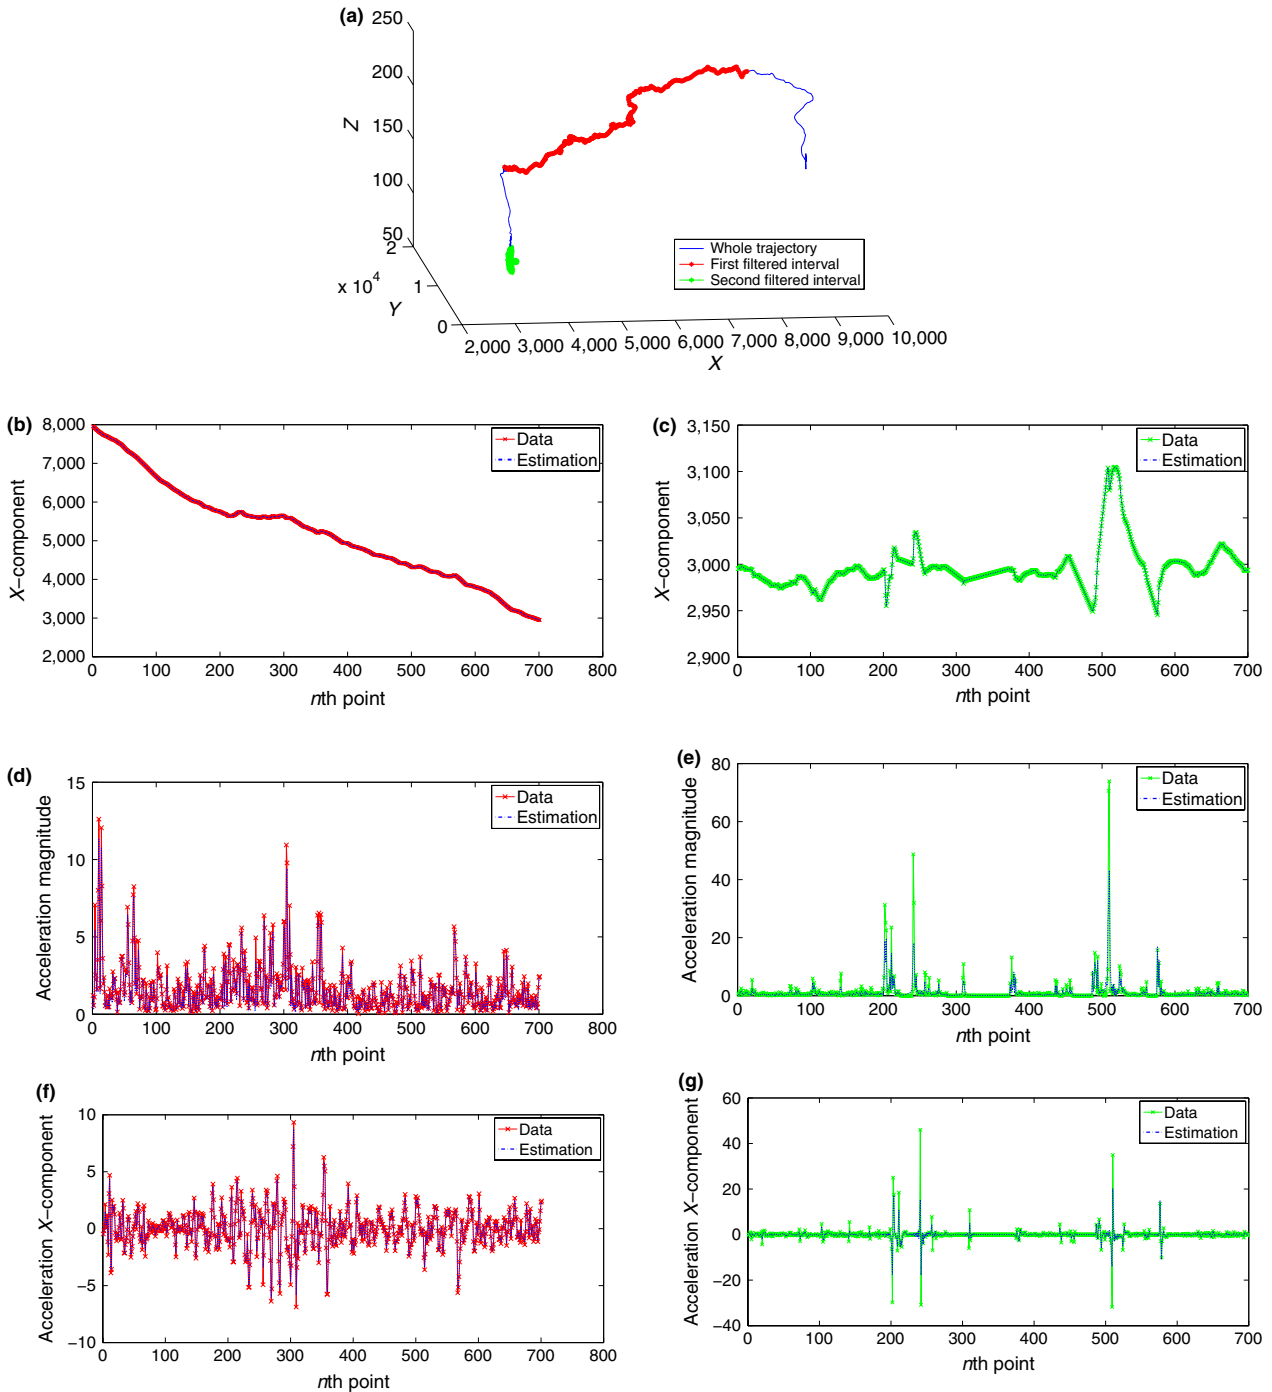 (a)
250
200
150
100
50
Z
2
x 10⁴
1
Y
0
2,000 3,000 4,000 5,000 6,000 7,000 8,000 9,000 10,000
X
Whole trajectory
First filtered interval
Second filtered interval
(b)
8,000
7,000
6,000
5,000
4,000
3,000
2,000
X–component
0 100 200 300 400 500 600 700 800
nth point
Data
Estimation
(c)
3,150
3,100
3,050
3,000
2,950
2,900
X–component
0 100 200 300 400 500 600 700
nth point
Data
Estimation
(d)
15
10
5
0
Acceleration magnitude
0 100 200 300 400 500 600 700 800
nth point
Data
Estimation
(e)
80
60
40
20
0
Acceleration magnitude
0 100 200 300 400 500 600 700
nth point
Data
Estimation
(f)
10
5
0
−5
−10
Acceleration X–component
0 100 200 300 400 500 600 700 800
nth point
Data
Estimation
(g)
60
40
20
0
−20
−40
Acceleration X–component
0 100 200 300 400 500 600 700
nth point
Data
Estimation